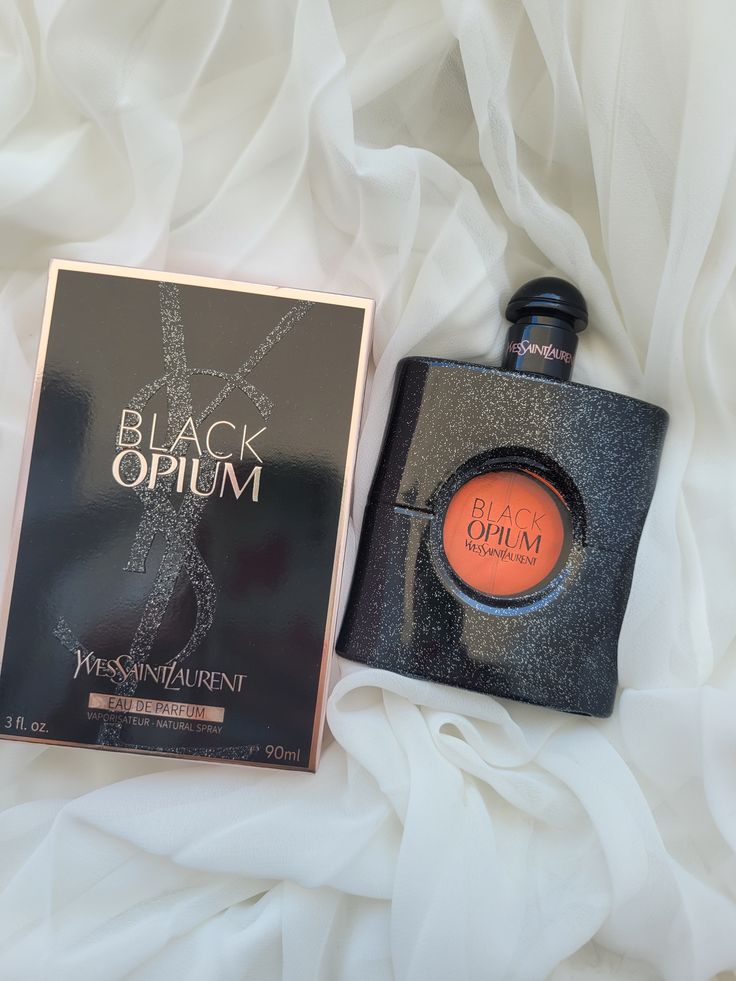 BLACK
OPIUM
YVESSAINTLAURENT
EAU DE PARFUM
VAPORISATEUR - NATURAL SPRAY
3 fl. oz.
90ml
YVESSAINTLAURENT
BLACK
OPIUM
YVESSAINTLAURENT